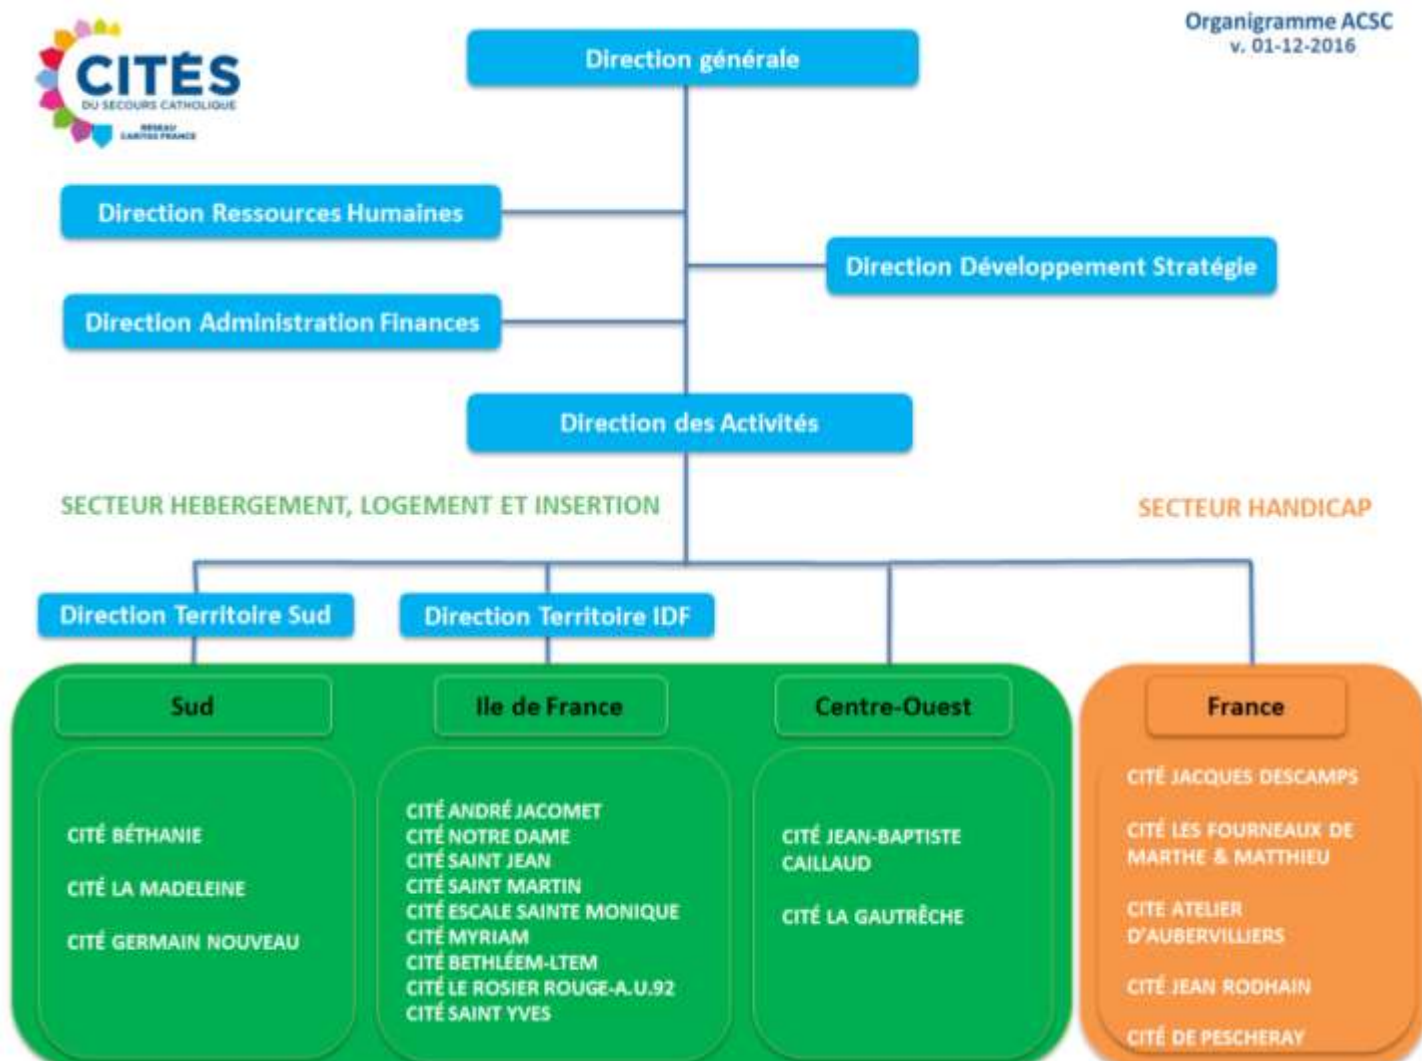 CITÉS
DU SECOURS CATHOLIQUE
RÉSEAU
CARITAS FRANCE
Organigramme ACSC
v. 01-12-2016
Direction générale
Direction Ressources Humaines
Direction Développement Stratégie
Direction Administration Finances
Direction des Activités
SECTEUR HEBERGEMENT, LOGEMENT ET INSERTION
SECTEUR HANDICAP
Direction Territoire Sud
Direction Territoire IDF
Sud
CITÉ BÉTHANIE
CITÉ LA MADELEINE
CITÉ GERMAIN NOUVEAU
Ile de France
CITÉ ANDRÉ JACOMET
CITÉ NOTRE DAME
CITÉ SAINT JEAN
CITÉ SAINT MARTIN
CITÉ ESCALE SAINTE MONIQUE
CITÉ MYRIAM
CITÉ BETHLÉEM-LTEM
CITÉ LE ROSIER ROUGE-A.U.92
CITÉ SAINT YVES
Centre-Ouest
CITÉ JEAN-BAPTISTE
CAILLAUD
CITÉ LA GAUTRÊCHE
France
CITÉ JACQUES DESCAMPS
CITÉ LES FOURNEAUX DE
MARTHE & MATTHIEU
CITE ATELIER
D'AUBERVILLIERS
CITÉ JEAN RODHAIN
CITÉ DE PESCHERAY